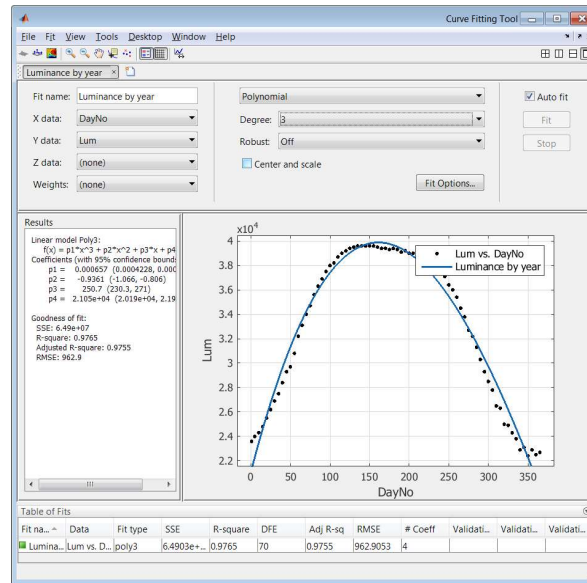 Curve Fitting Tool
File Fit View Tools Desktop Window Help
Luminance by year
Fit name: Luminance by year
X data: DayNo
Y data: Lum
Z data: (none)
Weights: (none)
Polynomial
Degree: 3
Robust: Off
Center and scale
Fit Options...
Auto fit
Fit
Stop
Results
Linear model Poly3:
f(x) = p1*x^3 + p2*x^2 + p3*x + p4
Coefficients (with 95% confidence bounds
p1 = 0.000657 (0.0004228, 0.000
p2 = -0.9361 (-1.066, -0.806)
p3 = 250.7 (230.3, 271)
p4 = 2.105e+04 (2.019e+04, 2.19
Goodness of fit:
SSE: 6.49e+07
R-square: 0.9765
Adjusted R-square: 0.9755
RMSE: 962.9
x10^4
4
3.8
3.6
3.4
3.2
3
2.8
2.6
2.4
2.2
Lum
0 50 100 150 200 250 300 350
DayNo
Lum vs. DayNo
Luminance by year
Table of Fits
Fit na... Data Fit type SSE R-square DFE Adj R-sq RMSE # Coeff Validati... Validati... Validati...
Lumina... Lum vs. D... poly3 6.4903e+... 0.9765 70 0.9755 962.9053 4